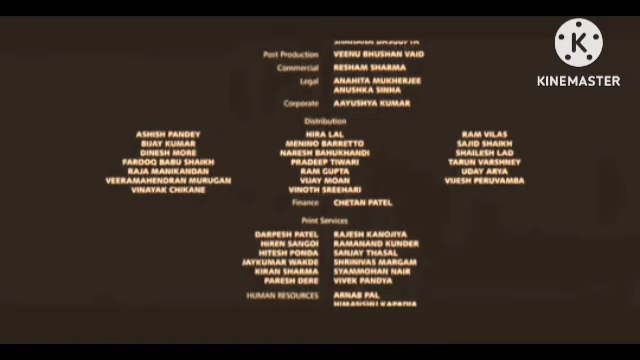 Post Production VEENU BHUSHAN VAID
Commercial RESHAM SHARMA
Legal ANAHITA MUKHERJEE
ANUSHKA SINHA
Corporate AAYUSHYA KUMAR
Distribution
ASHISH PANDEY HIRA LAL RAM VILAS
BIJAY KUMAR MENINO BARRETTO SAJID SHAIKH
DINESH MORE NARESH BAHUKHANDI SHAILESH LAD
FAROOQ BABU SHAIKH PRADEEP TIWARI TARUN VARSHNEY
RAJA MANIKANDAN RAM GUPTA UDAY ARYA
VEERAMAHENDRAN MURUGAN VIJAY MOAN VIJESH PERUVAMBA
VINAYAK CHIKANE VINOTH SREEHARI
Finance CHETAN PATEL
Print Services
DARPESH PATEL RAJESH KANOJIYA
HIREN SANGOI RAMANAND KUNDER
HITESH PONDA SANJAY THASAL
JAYKUMAR WAKDE SHRINIVAS MARGAM
KIRAN SHARMA SYAMMOHAN NAIR
PARESH DERE VIVEK PANDYA
HUMAN RESOURCES ARNAB PAL
KINEMASTER